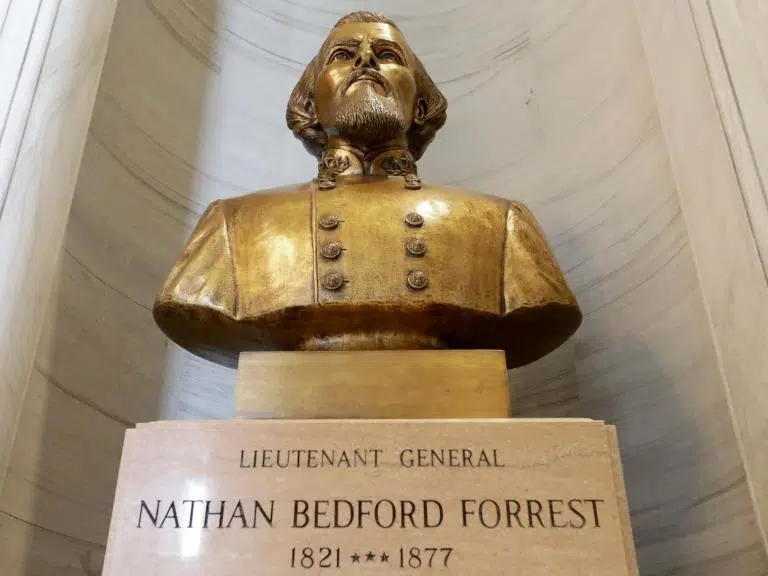 LIEUTENANT GENERAL
NATHAN BEDFORD FORREST
1821 ★★★ 1877